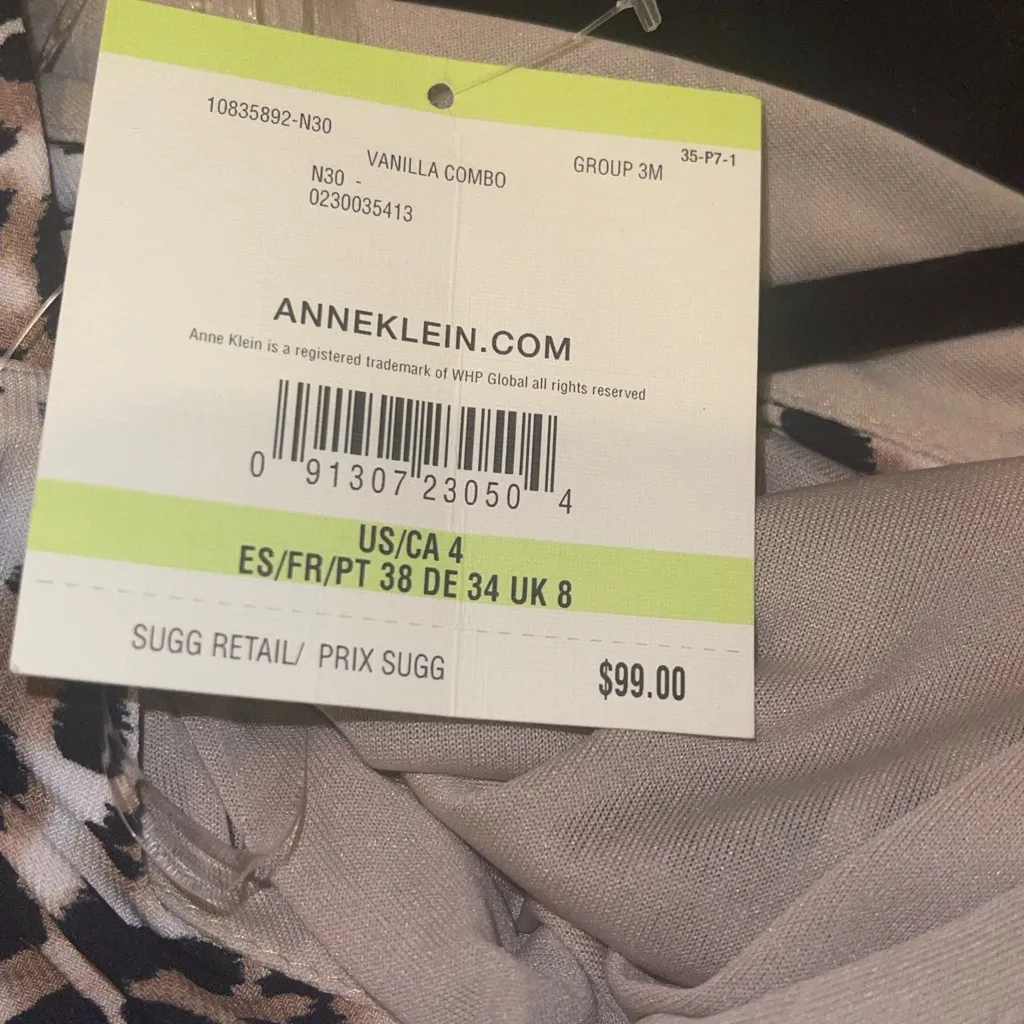 10835892-N30
VANILLA COMBO
GROUP 3M
35-P7-1
N30 -
0230035413
ANNEKLEIN.COM
Anne Klein is a registered trademark of WHP Global all rights reserved
0 91307 23050 4
US/CA 4
ES/FR/PT 38 DE 34 UK 8
SUGG RETAIL/ PRIX SUGG
$99.00